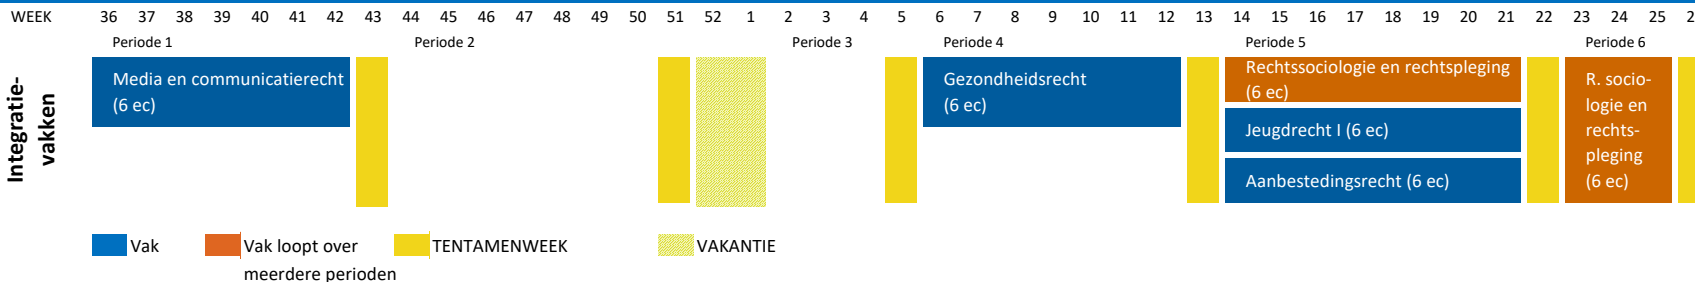 WEEK 36 37 38 39 40 41 42 43 44 45 46 47 48 49 50 51 52 1 2 3 4 5 6 7 8 9 10 11 12 13 14 15 16 17 18 19 20 21 22 23 24 25
Periode 1 Periode 2 Periode 3 Periode 4 Periode 5 Periode 6
Integratie-
vakken
Media en communicatierecht
(6 ec)
Gezondheidsrecht
(6 ec)
Rechtssociologie en rechtspleging
(6 ec)
Jeugdrecht I (6 ec)
Aanbestedingsrecht (6 ec)
R. socio-
logie en
rechts-
pleging
(6 ec)
Vak
Vak loopt over
meerdere perioden
TENTAMENWEEK
VAKANTIE